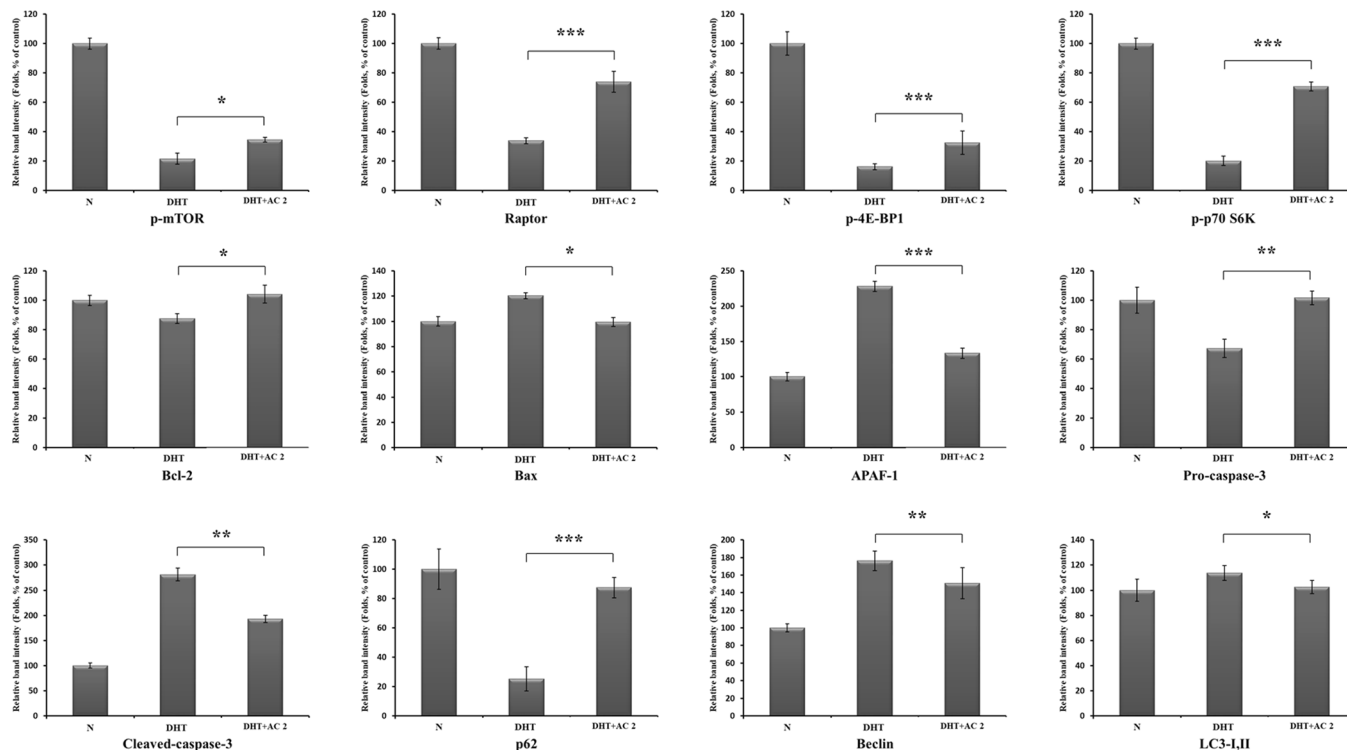 Relative band intensity (Folds, % of control)
120
100
80
60
40
20
0
*
N
DHT
DHT+AC 2
p-mTOR
Relative band intensity (Folds, % of control)
120
100
80
60
40
20
0
***
N
DHT
DHT+AC 2
Raptor
Relative band intensity (Folds, % of control)
120
100
80
60
40
20
0
***
N
DHT
DHT+AC 2
p-4E-BP1
Relative band intensity (Folds, % of control)
120
100
80
60
40
20
0
***
N
DHT
DHT+AC 2
p-p70 S6K
Relative band intensity (Folds, % of control)
120
100
80
60
40
20
0
*
N
DHT
DHT+AC 2
Bcl-2
Relative band intensity (Folds, % of control)
140
120
100
80
60
40
20
0
*
N
DHT
DHT+AC 2
Bax
Relative band intensity (Folds, % of control)
250
200
150
100
50
0
***
N
DHT
DHT+AC 2
APAF-1
Relative band intensity (Folds, % of control)
120
100
80
60
40
20
0
**
N
DHT
DHT+AC 2
Pro-caspase-3
Relative band intensity (Folds, % of control)
350
300
250
200
150
100
50
0
**
N
DHT
DHT+AC 2
Cleaved-caspase-3
Relative band intensity (Folds, % of control)
120
100
80
60
40
20
0
***
N
DHT
DHT+AC 2
p62
Relative band intensity (Folds, % of control)
200
180
160
140
120
100
80
60
40
20
0
**
N
DHT
DHT+AC 2
Beclin
Relative band intensity (Folds, % of control)
140
120
100
80
60
40
20
0
*
N
DHT
DHT+AC 2
LC3-I,II